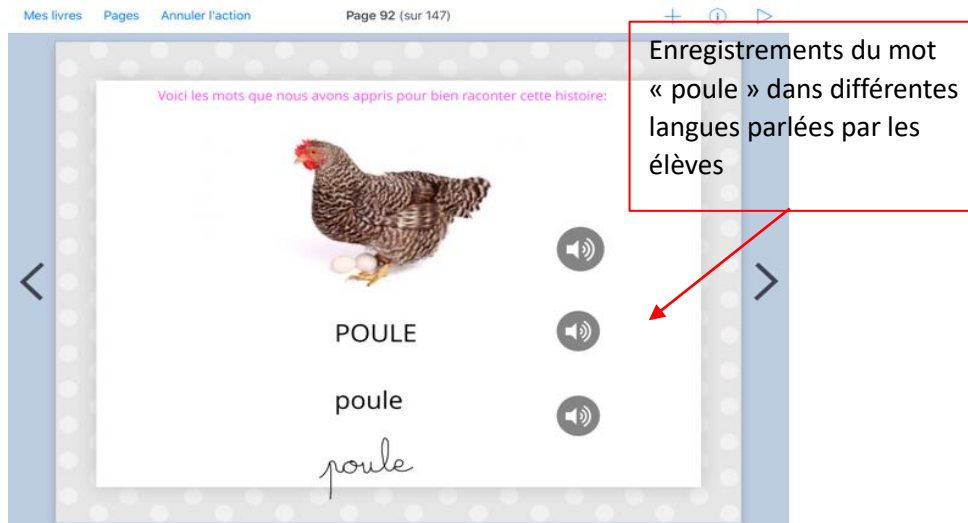 Mes livres Pages Annuler l'action Page 92 (sur 147)
Enregistrements du mot
« poule » dans différentes
langues parlées par les
élèves
Voici les mots que nous avons appris pour bien raconter cette histoire:
POULE
poule
poule